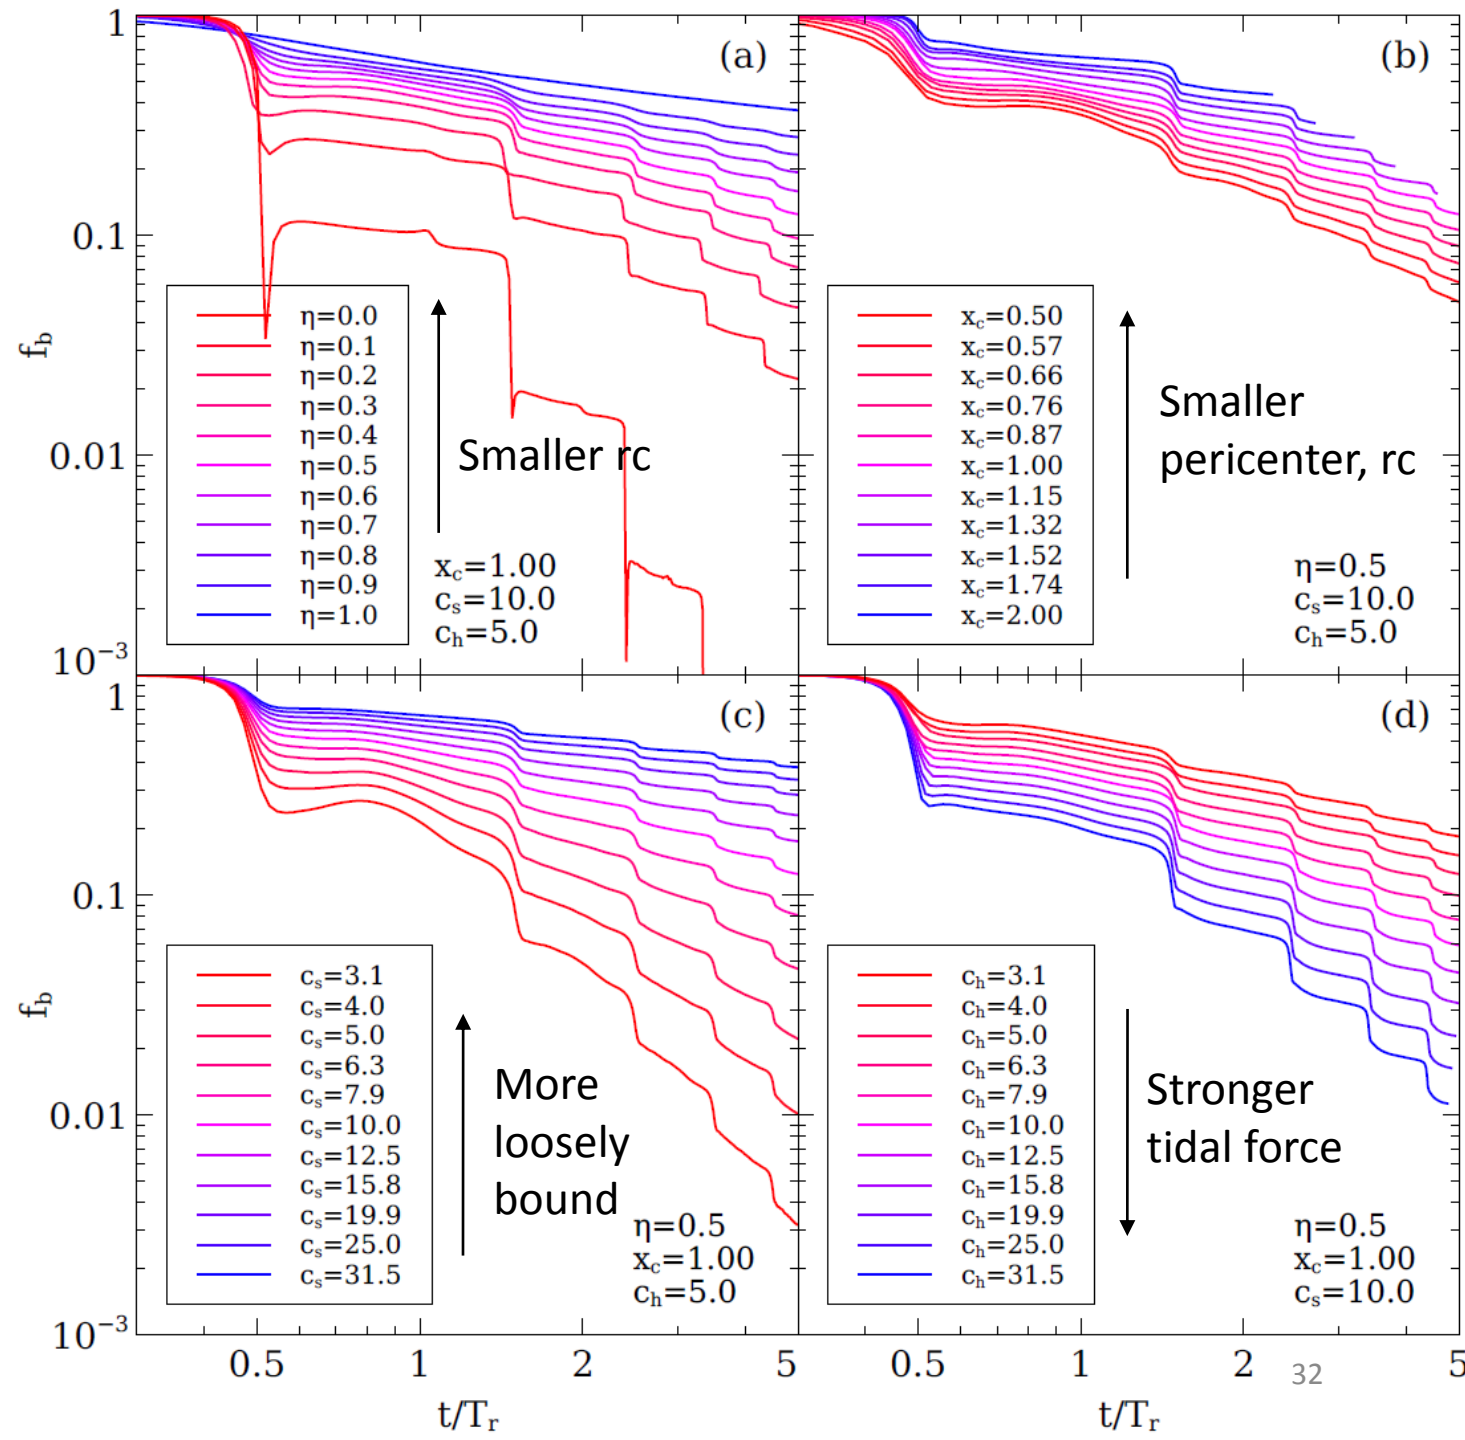 (a)
1
0.1
0.01
10⁻³
f_b
η=0.0
η=0.1
η=0.2
η=0.3
η=0.4
η=0.5
η=0.6
η=0.7
η=0.8
η=0.9
η=1.0
Smaller rc
x_c=1.00
c_s=10.0
c_h=5.0
(b)
x_c=0.50
x_c=0.57
x_c=0.66
x_c=0.76
x_c=0.87
x_c=1.00
x_c=1.15
x_c=1.32
x_c=1.52
x_c=1.74
x_c=2.00
Smaller
pericenter, rc
η=0.5
c_s=10.0
c_h=5.0
(c)
1
0.1
0.01
10⁻³
f_b
c_s=3.1
c_s=4.0
c_s=5.0
c_s=6.3
c_s=7.9
c_s=10.0
c_s=12.5
c_s=15.8
c_s=19.9
c_s=25.0
c_s=31.5
More
loosely
bound
η=0.5
x_c=1.00
c_h=5.0
0.5 1 2 5
t/T_r
(d)
c_h=3.1
c_h=4.0
c_h=5.0
c_h=6.3
c_h=7.9
c_h=10.0
c_h=12.5
c_h=15.8
c_h=19.9
c_h=25.0
c_h=31.5
Stronger
tidal force
η=0.5
x_c=1.00
c_s=10.0
0.5 1 2 5
t/T_r
32